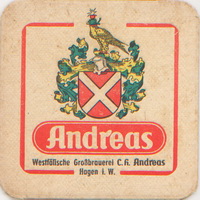 Andreas
Westfälische Großbrauerei C. A. Andreas
Hagen i. W.